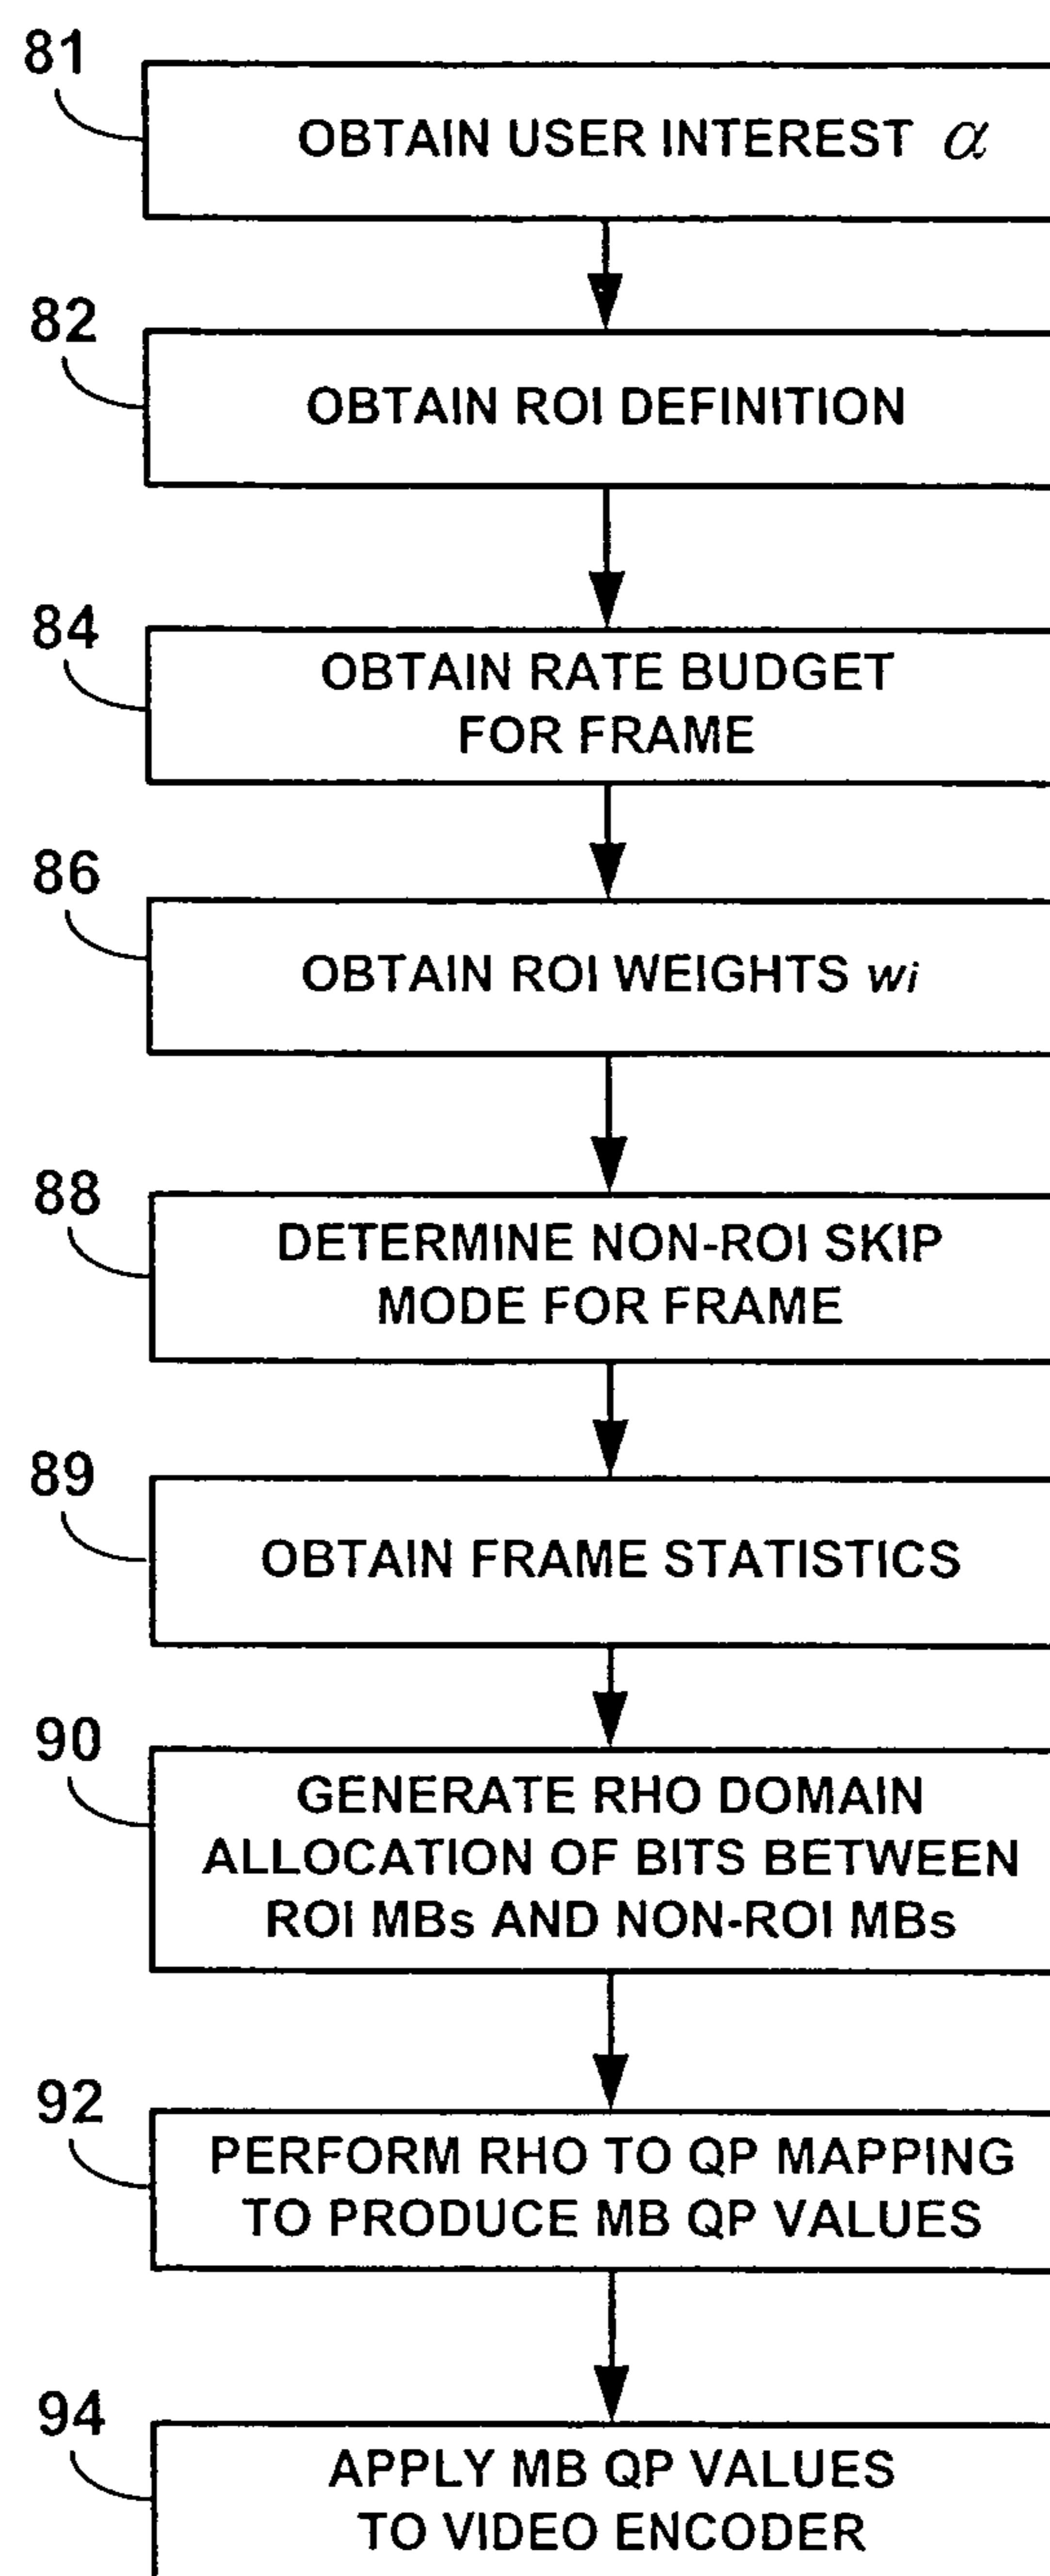 81
OBTAIN USER INTEREST α
82
OBTAIN ROI DEFINITION
84
OBTAIN RATE BUDGET
FOR FRAME
86
OBTAIN ROI WEIGHTS wi
88
DETERMINE NON-ROI SKIP
MODE FOR FRAME
89
OBTAIN FRAME STATISTICS
90
GENERATE RHO DOMAIN
ALLOCATION OF BITS BETWEEN
ROI MBs AND NON-ROI MBs
92
PERFORM RHO TO QP MAPPING
TO PRODUCE MB QP VALUES
94
APPLY MB QP VALUES
TO VIDEO ENCODER